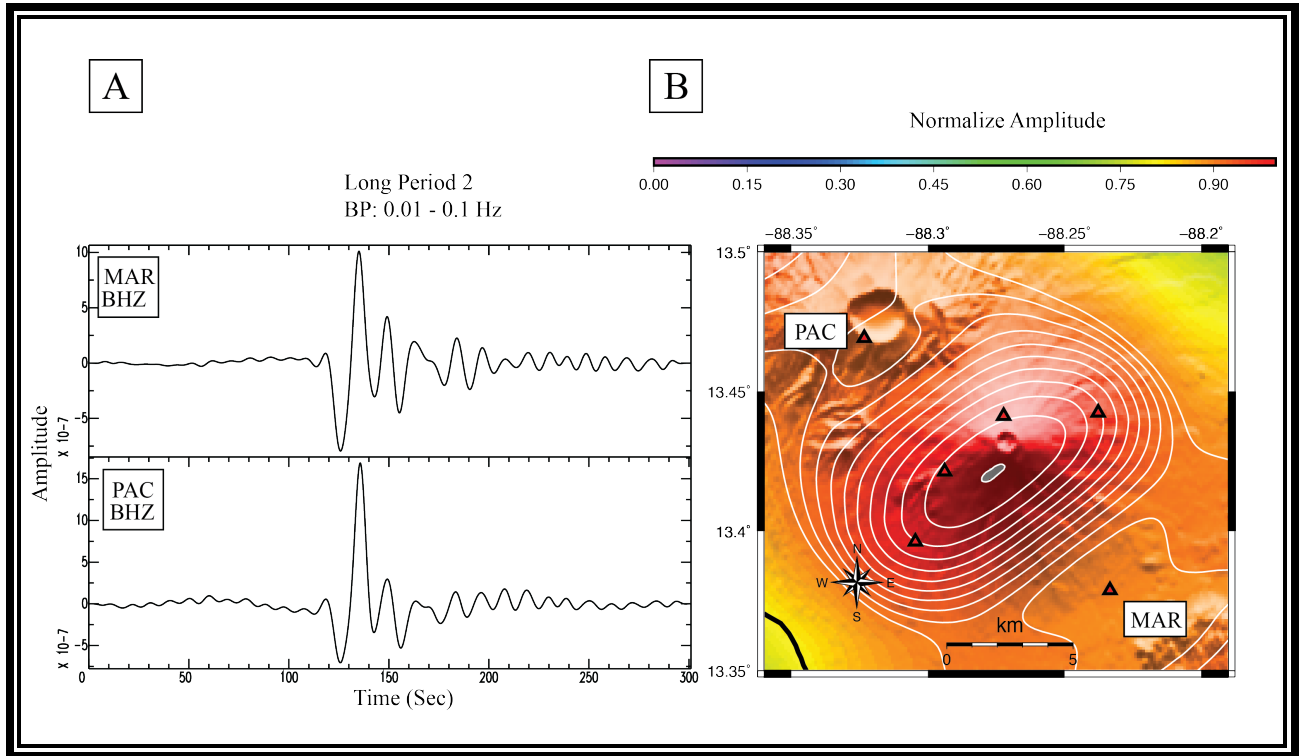 A
B
Normalize Amplitude
0.00 0.15 0.30 0.45 0.60 0.75 0.90
Long Period 2
BP: 0.01 - 0.1 Hz
MAR
BHZ
10
5
0
-5
x 10-7
PAC
BHZ
15
10
5
0
-5
x 10-7
Amplitude
0 50 100 150 200 250 300
Time (Sec)
-88.35° -88.3° -88.25° -88.2°
13.5°
13.45°
13.4°
13.35°
PAC
N
W E
S
km
0 5
MAR